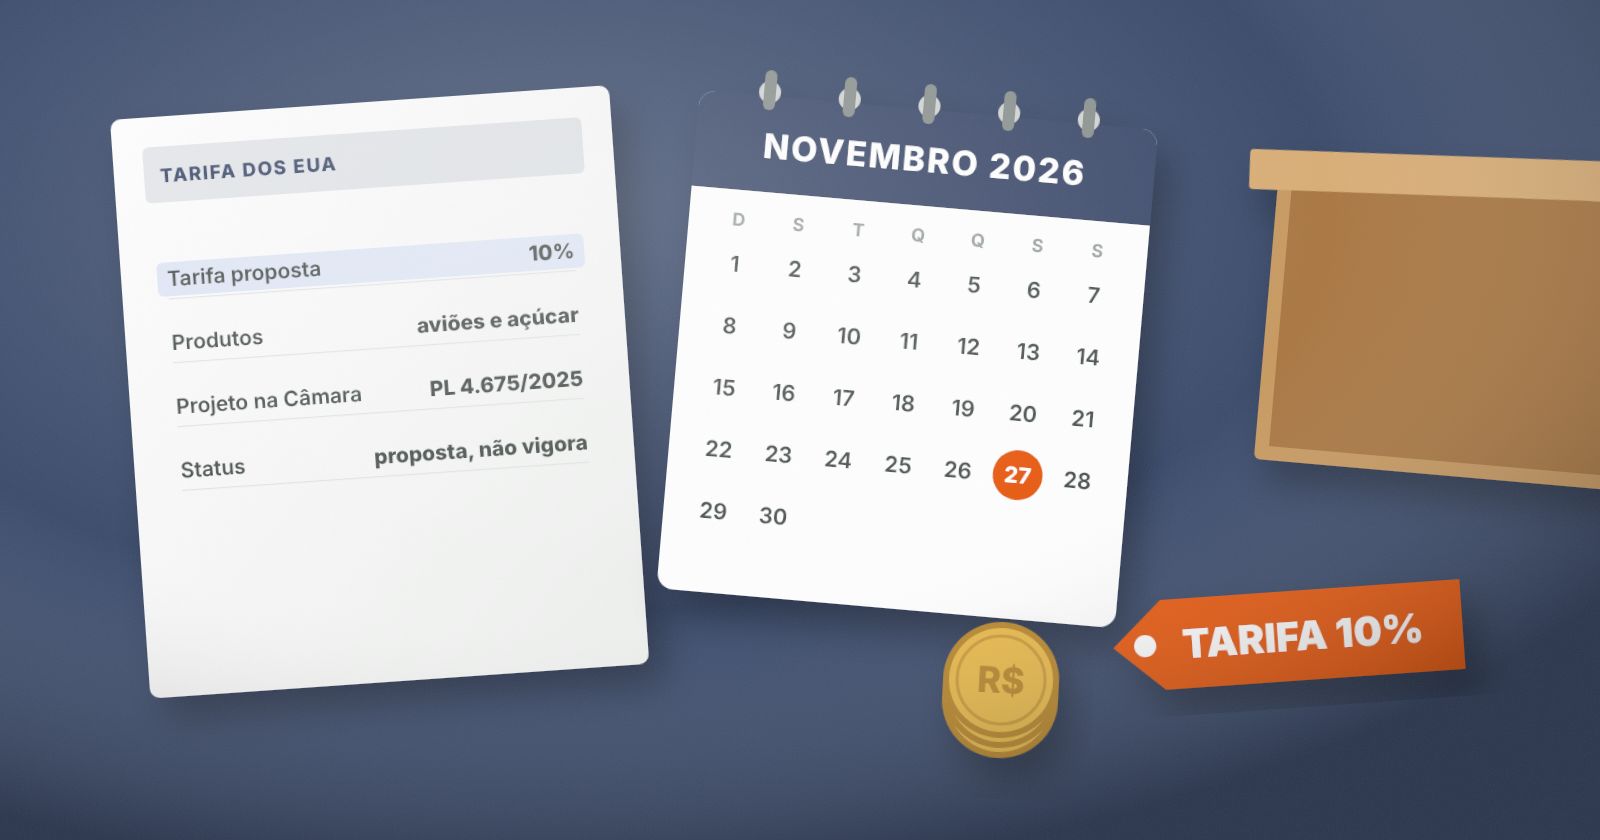 TARIFA DOS EUA
Tarifa proposta 10%
Produtos aviões e açúcar
Projeto na Câmara PL 4.675/2025
Status proposta, não vigora
NOVEMBRO 2026
D S T Q Q S S
1 2 3 4 5 6 7
8 9 10 11 12 13 14
15 16 17 18 19 20 21
22 23 24 25 26 27 28
29 30
R$
TARIFA 10%